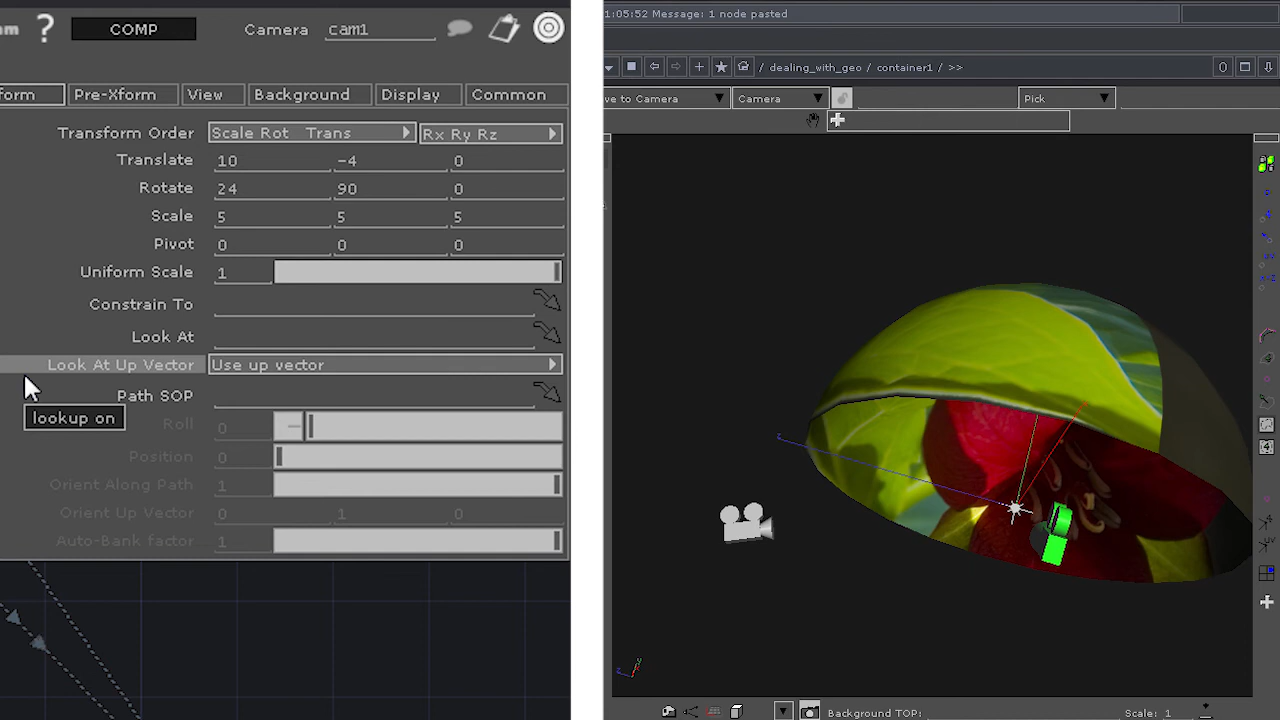 ?
COMP
Camera
cam1
Pre-Xform
View
Background
Display
Common
Transform Order
Scale Rot Trans
Rx Ry Rz
Translate
10
-4
0
Rotate
24
90
0
Scale
5
5
5
Pivot
0
0
0
Uniform Scale
1
Constrain To
Look At
Look At Up Vector
Use up vector
Path SOP
lookup on
Roll
0
Position
0
Orient Along Path
1
Orient Up Vector
0
1
0
Auto-Bank factor
1
1:05:52 Message: 1 node pasted
/ dealing_with_geo / container1 / >>
0
to Camera
Camera
Pick
Background TOP:
Scale: 1